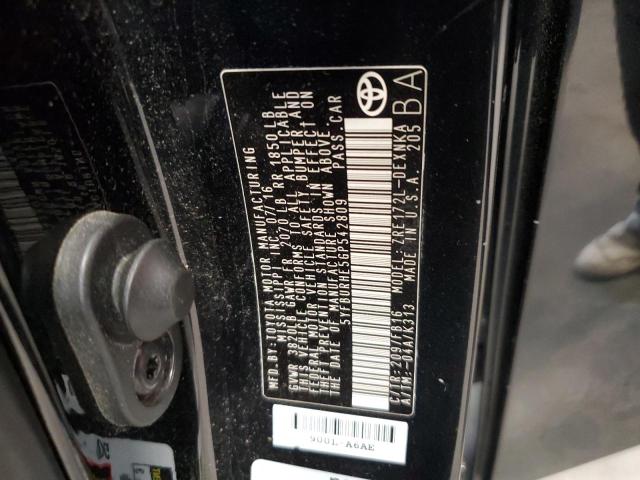 MFD.BY:TOYOTA MOTOR MANUFACTURING
MISSISSIPPI INC. 07/16
GVWR 3820LB GAWR FR 2070 LB RR 1850 LB
THIS VEHICLE CONFORMS TO ALL APPLICABLE
FEDERAL MOTOR VEHICLE SAFETY BUMPER AND
THEFT PREVENTION STANDARDS IN EFFECT ON
THE DATE OF MANUFACTURE SHOWN ABOVE.
5YFBURHE5GP542809 PASS.CAR
C/TR:209/FB16 MODEL:ZRE172L-DEXNKA
A/TM:-04A/K313 MADE IN U.S.A. 205
BA
9001-A6AE